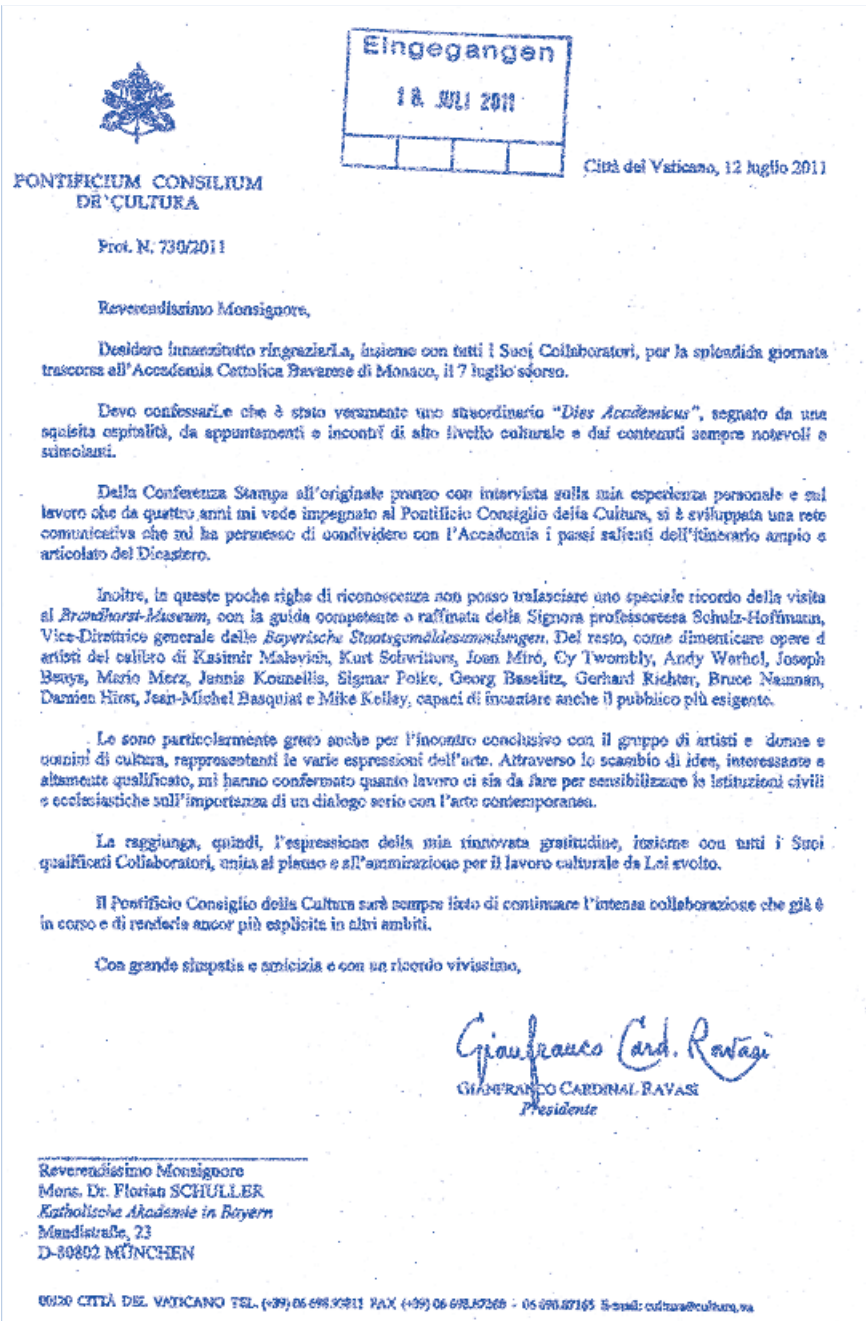 Eingegangen
18. JULI 2011
Città del Vaticano, 12 luglio 2011
PONTIFICIUM CONSILIUM
DE CULTURA
Prot. N. 730/2011
Reverendissimo Monsignore,
Desidero innanzitutto ringraziarLa, insieme con tutti i Suoi Collaboratori, per la splendida giornata
trascorsa all'Accademia Cattolica Bavarese di Monaco, il 7 luglio scorso.
Devo confessarLe che è stato veramente uno straordinario "Dies Academicus", segnato da una
squisita ospitalità, da appuntamenti e incontri di alto livello culturale e dai contenuti sempre notevoli e
stimolanti.
Dalla Conferenza Stampa all'originale pranzo con intervista sulla mia esperienza personale e sul
lavoro che da quattro anni mi vede impegnato al Pontificio Consiglio della Cultura, si è sviluppata una rete
comunicativa che mi ha permesso di condividere con l'Accademia i passi salienti dell'itinerario ampio e
articolato del Dicastero.
Inoltre, in queste poche righe di riconoscenza non posso tralasciare uno speciale ricordo della visita
al Brandhorst-Museum, con la guida competente e raffinata della Signora professoressa Schulz-Hoffmann,
Vice-Direttrice generale delle Bayerische Staatsgemäldesammlungen. Del resto, come dimenticare opere d
artisti del calibro di Kasimir Malevich, Kurt Schwitters, Joan Miró, Cy Twombly, Andy Warhol, Joseph
Beuys, Mario Merz, Jannis Kounellis, Sigmar Polke, Georg Baselitz, Gerhard Richter, Bruce Nauman,
Damien Hirst, Jean-Michel Basquiat e Mike Kelley, capaci di incantare anche il pubblico più esigente.
Le sono particolarmente grato anche per l'incontro conclusivo con il gruppo di artisti e donne e
uomini di cultura, rappresentanti le varie espressioni dell'arte. Attraverso lo scambio di idee, interessante e
altamente qualificato, mi hanno confermato quanto lavoro ci sia da fare per sensibilizzare le istituzioni civili
e ecclesiastiche sull'importanza di un dialogo serio con l'arte contemporanea.
La raggiunga, quindi, l'espressione della mia rinnovata gratitudine, insieme con tutti i Suoi
qualificati Collaboratori, unita al plauso e all'ammirazione per il lavoro culturale da Lei svolto.
Il Pontificio Consiglio della Cultura sarà sempre lieto di continuare l'intensa collaborazione che già è
in corso e di renderla ancor più esplicita in altri ambiti.
Con grande simpatia e amicizia e con un ricordo vivissimo,
Gianfranco Card. Ravasi
GIANFRANCO CARDINAL RAVASI
Presidente
Reverendissimo Monsignore
Mons. Dr. Florian SCHULLER
Katholische Akademie in Bayern
Mandlstraße, 23
D-80802 MÜNCHEN
00120 CITTÀ DEL VATICANO TEL. (+39) 06 698.93811 FAX (+39) 06 698.87368 - 06 698.87165 E-mail: cultura@cultura.va